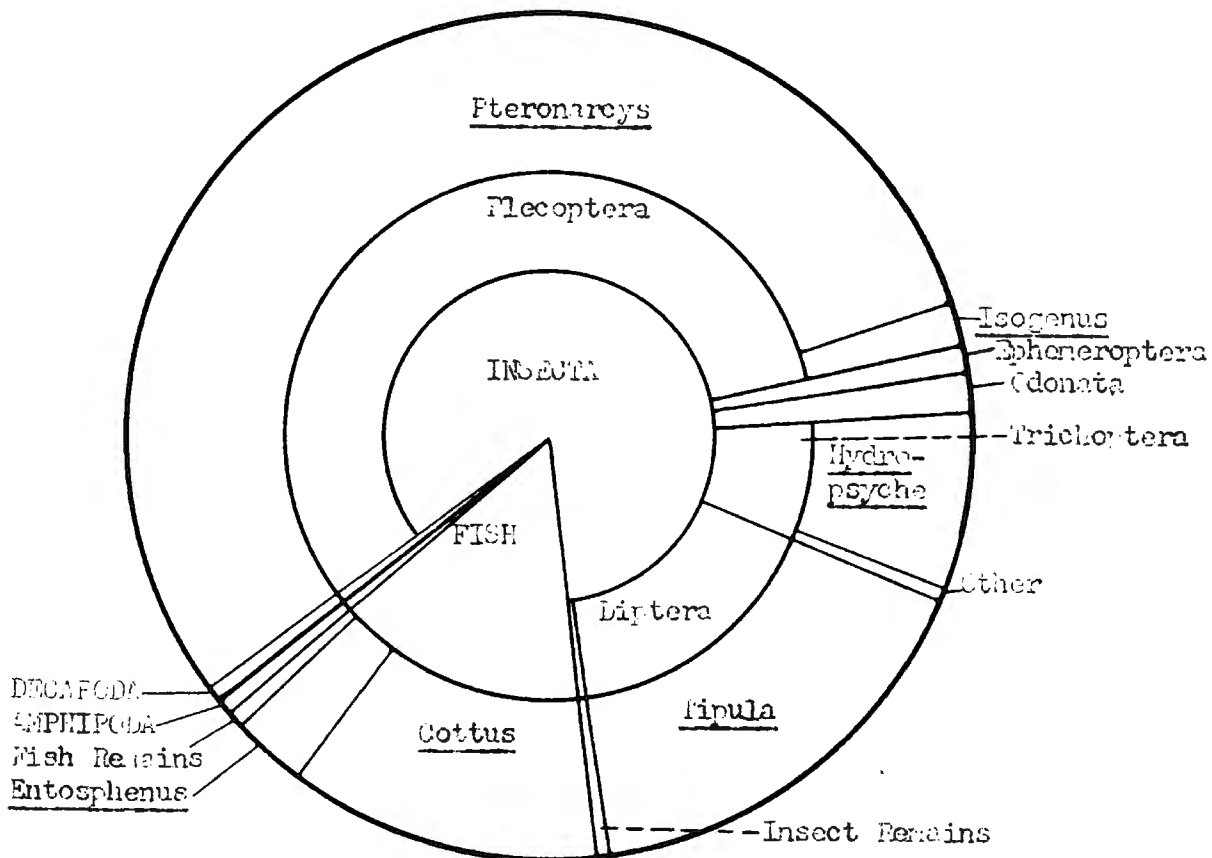 Pteronarcys
Plecoptera
INSECTA
Isogenus
Ephemeroptera
Odonata
Trichoptera
Hydro-
psyche
FISH
Other
Diptera
Tipula
Cottus
DECAPODA
AMPHIPODA
Fish Remains
Entosphenus
Insect Remains